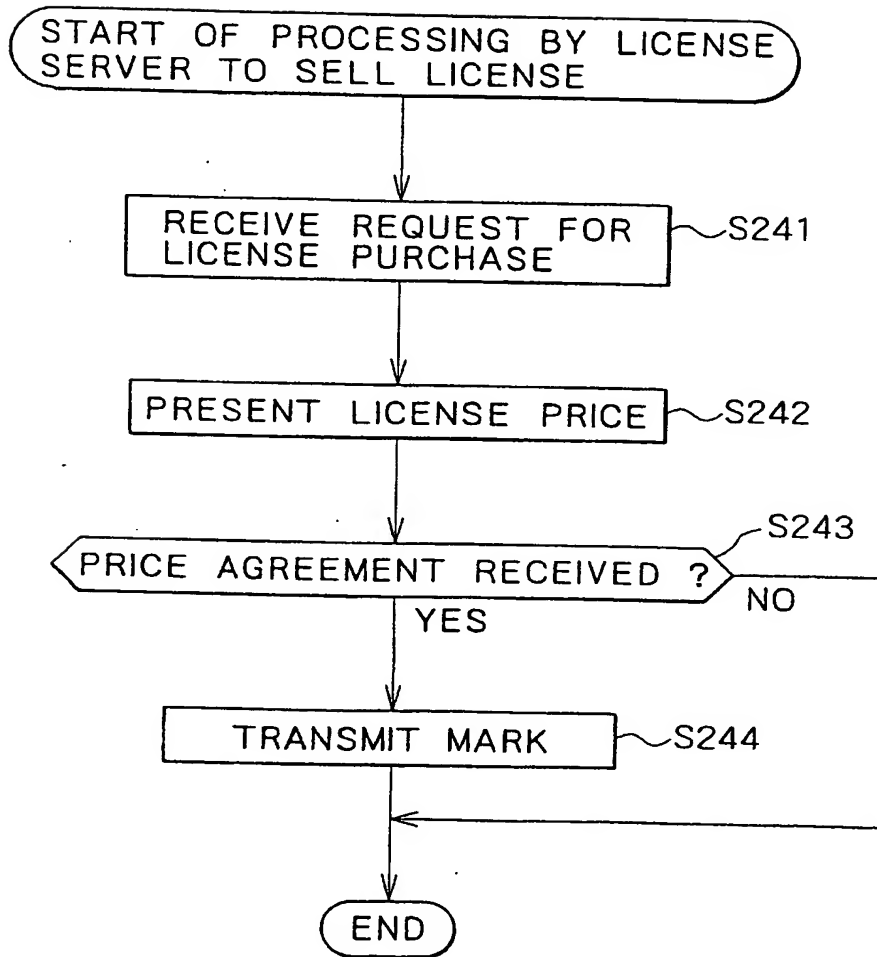 START OF PROCESSING BY LICENSE
SERVER TO SELL LICENSE
RECEIVE REQUEST FOR
LICENSE PURCHASE
S241
PRESENT LICENSE PRICE
S242
S243
PRICE AGREEMENT RECEIVED ?
NO
YES
TRANSMIT MARK
S244
END